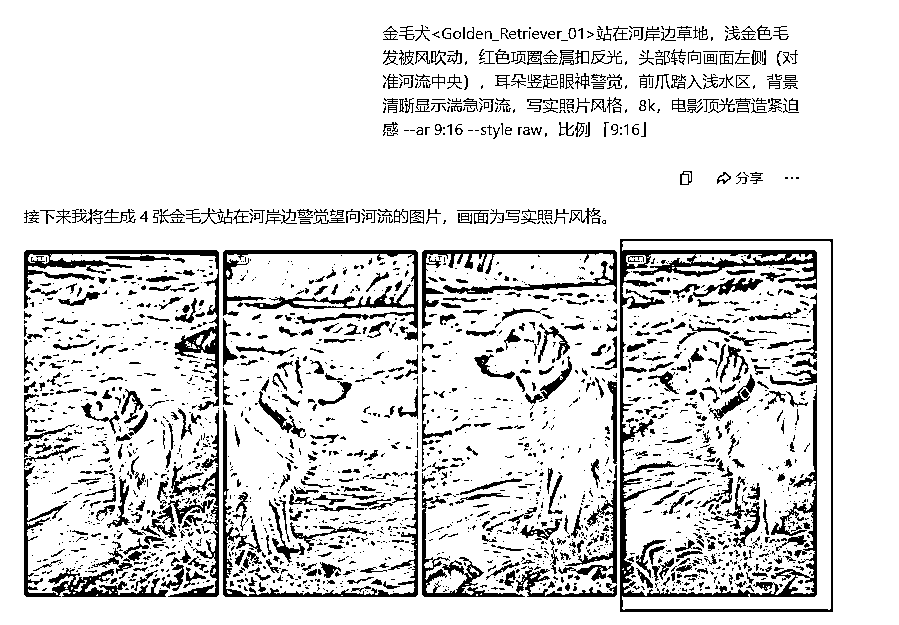 金毛犬<Golden_Retriever_01>站在河岸边草地，浅金色毛
发被风吹动，红色项圈金属扣反光，头部转向画面左侧（对
准河流中央），耳朵竖起眼神警觉，前爪踏入浅水区，背景
清晰显示湍急河流，写实照片风格，8k，电影顶光营造紧迫
感 --ar 9:16 --style raw，比例「9:16」
分享
接下来我将生成 4 张金毛犬站在河岸边警觉望向河流的图片，画面为写实照片风格。